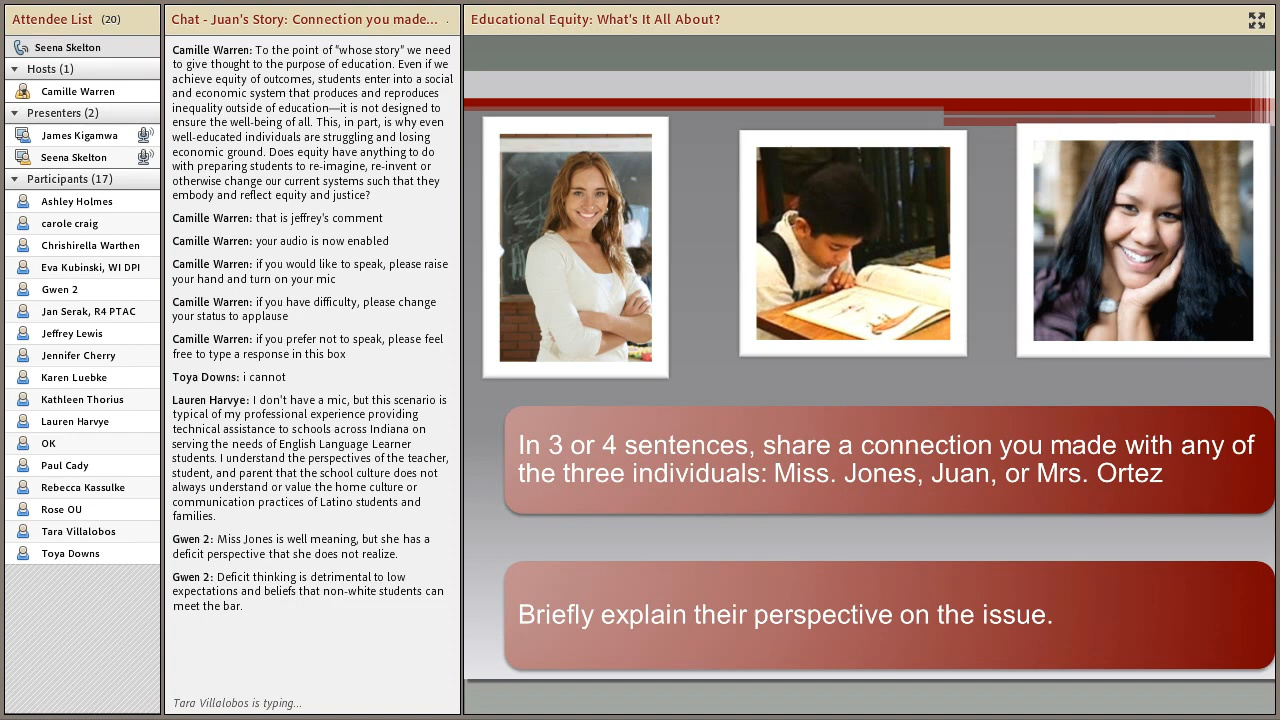 Attendee List (20)
Seena Skelton
Hosts (1)
Camille Warren
Presenters (2)
James Kigamwa
Seena Skelton
Participants (17)
Ashley Holmes
carole craig
Chrishirella Warthen
Eva Kubinski, WI DPI
Gwen 2
Jan Serak, R4 PTAC
Jeffrey Lewis
Jennifer Cherry
Karen Luebke
Kathleen Thorius
Lauren Harvye
OK
Paul Cady
Rebecca Kassulke
Rose OU
Tara Villalobos
Toya Downs
Chat - Juan's Story: Connection you made...
Camille Warren: To the point of "whose story" we need
to give thought to the purpose of education. Even if we
achieve equity of outcomes, students enter into a social
and economic system that produces and reproduces
inequality outside of education—it is not designed to
ensure the well-being of all. This, in part, is why even
well-educated individuals are struggling and losing
economic ground. Does equity have anything to do
with preparing students to re-imagine, re-invent or
otherwise change our current systems such that they
embody and reflect equity and justice?
Camille Warren: that is jeffrey's comment
Camille Warren: your audio is now enabled
Camille Warren: if you would like to speak, please raise
your hand and turn on your mic
Camille Warren: if you have difficulty, please change
your status to applause
Camille Warren: if you prefer not to speak, please feel
free to type a response in this box
Toya Downs: i cannot
Lauren Harvye: I don't have a mic, but this scenario is
typical of my professional experience providing
technical assistance to schools across Indiana on
serving the needs of English Language Learner
students. I understand the perspectives of the teacher,
student, and parent that the school culture does not
always understand or value the home culture or
communication practices of Latino students and
families.
Gwen 2: Miss Jones is well meaning, but she has a
deficit perspective that she does not realize.
Gwen 2: Deficit thinking is detrimental to low
expectations and beliefs that non-white students can
meet the bar.
Tara Villalobos is typing...
Educational Equity: What's It All About?
In 3 or 4 sentences, share a connection you made with any of
the three individuals: Miss. Jones, Juan, or Mrs. Ortez
Briefly explain their perspective on the issue.